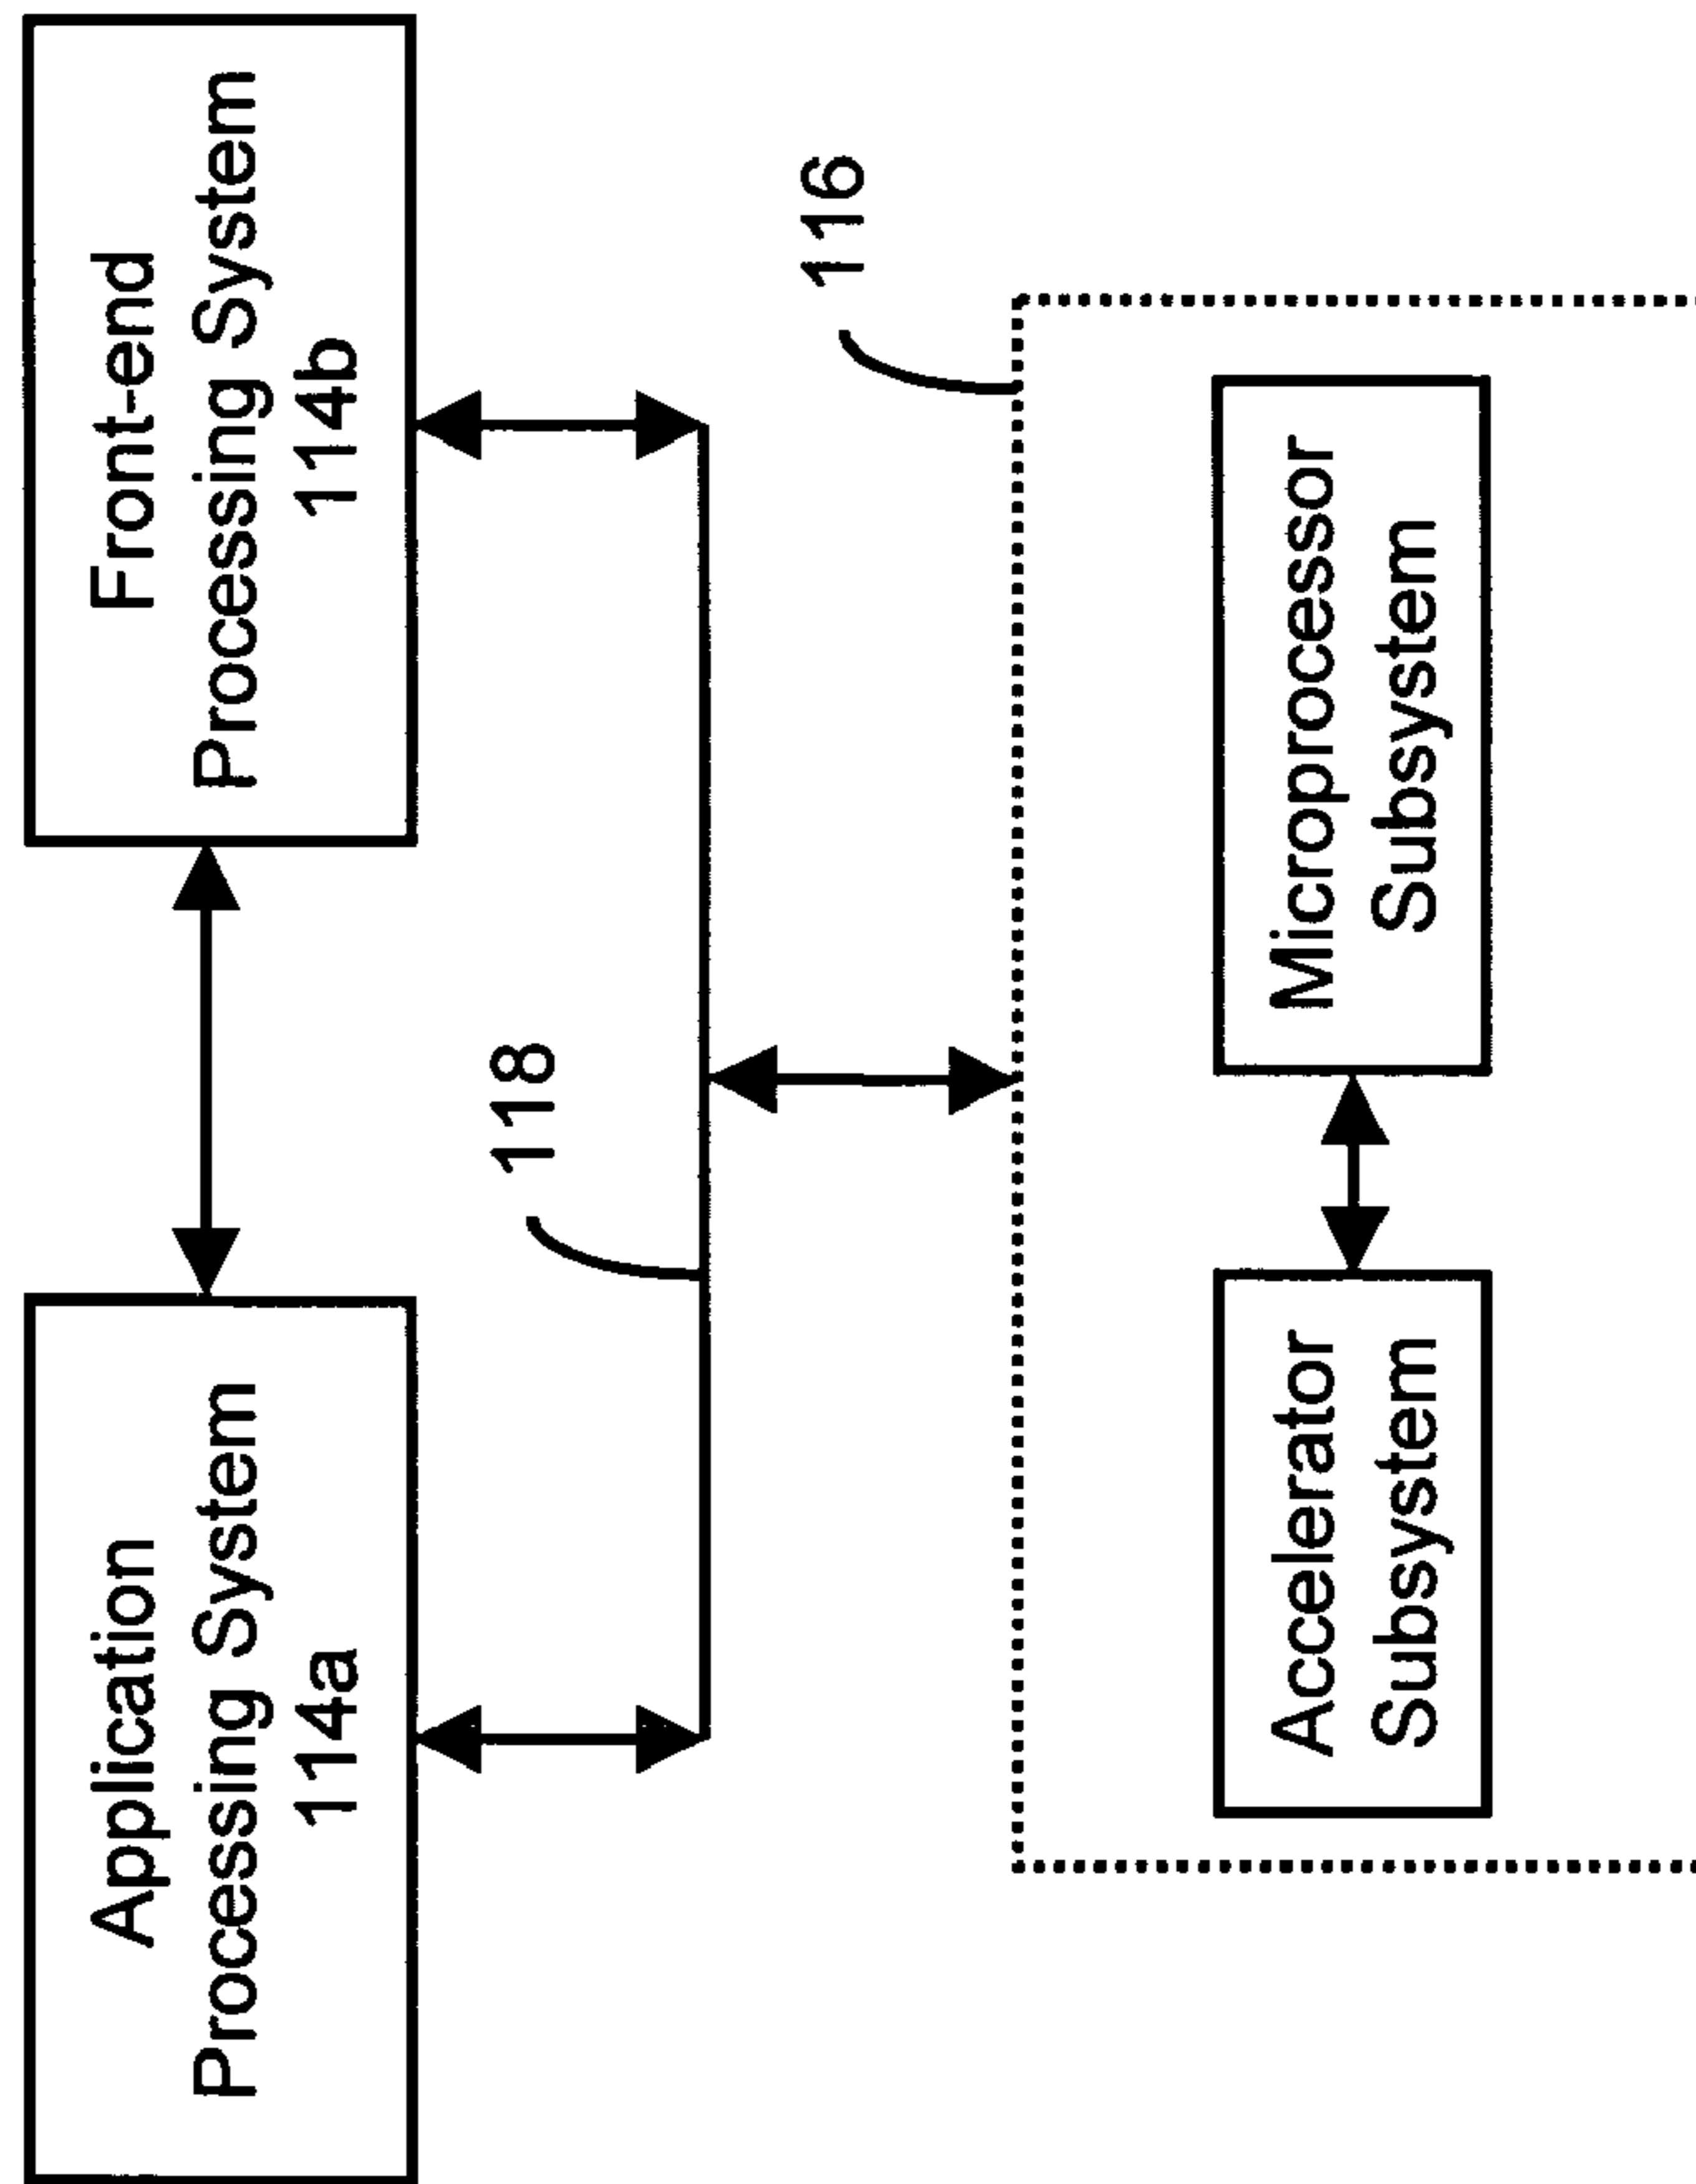 Application
Processing System
114a
Front-end
Processing System
114b
118
116
Accelerator
Subsystem
Microprocessor
Subsystem